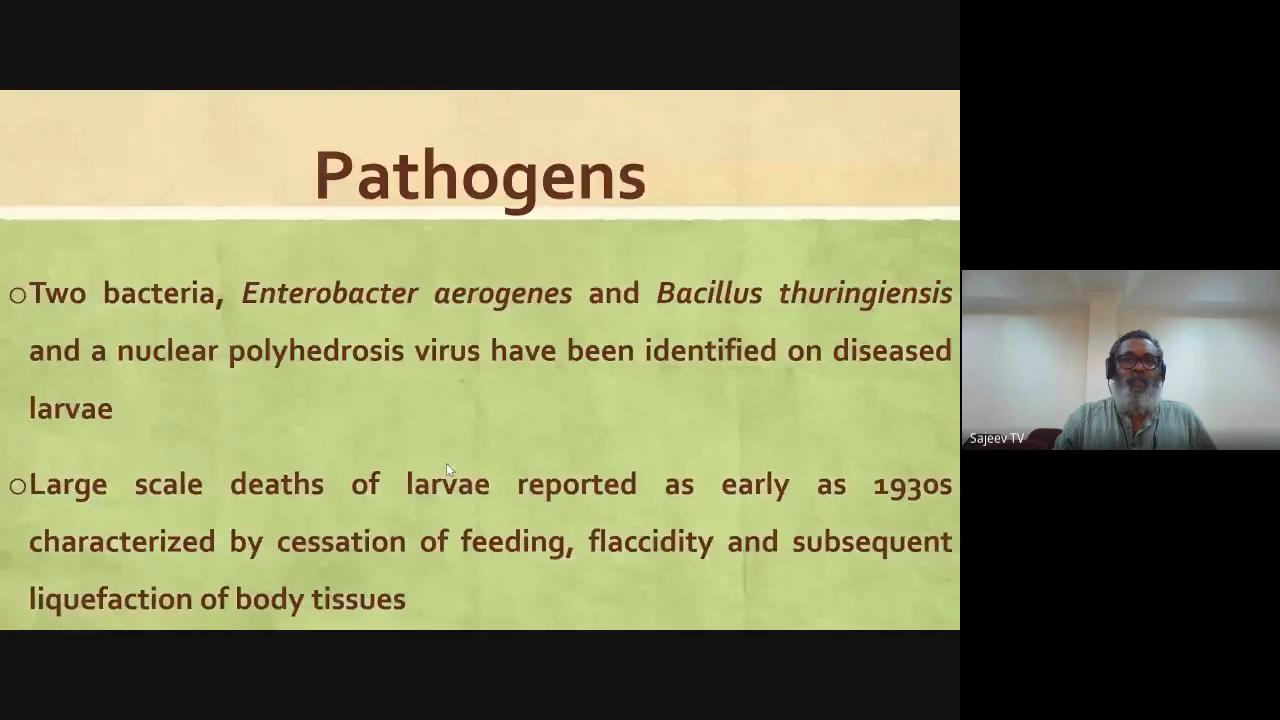 Pathogens
○Two bacteria, Enterobacter aerogenes and Bacillus thuringiensis
and a nuclear polyhedrosis virus have been identified on diseased
larvae
○Large scale deaths of larvae reported as early as 1930s
characterized by cessation of feeding, flaccidity and subsequent
liquefaction of body tissues
Sajeev TV